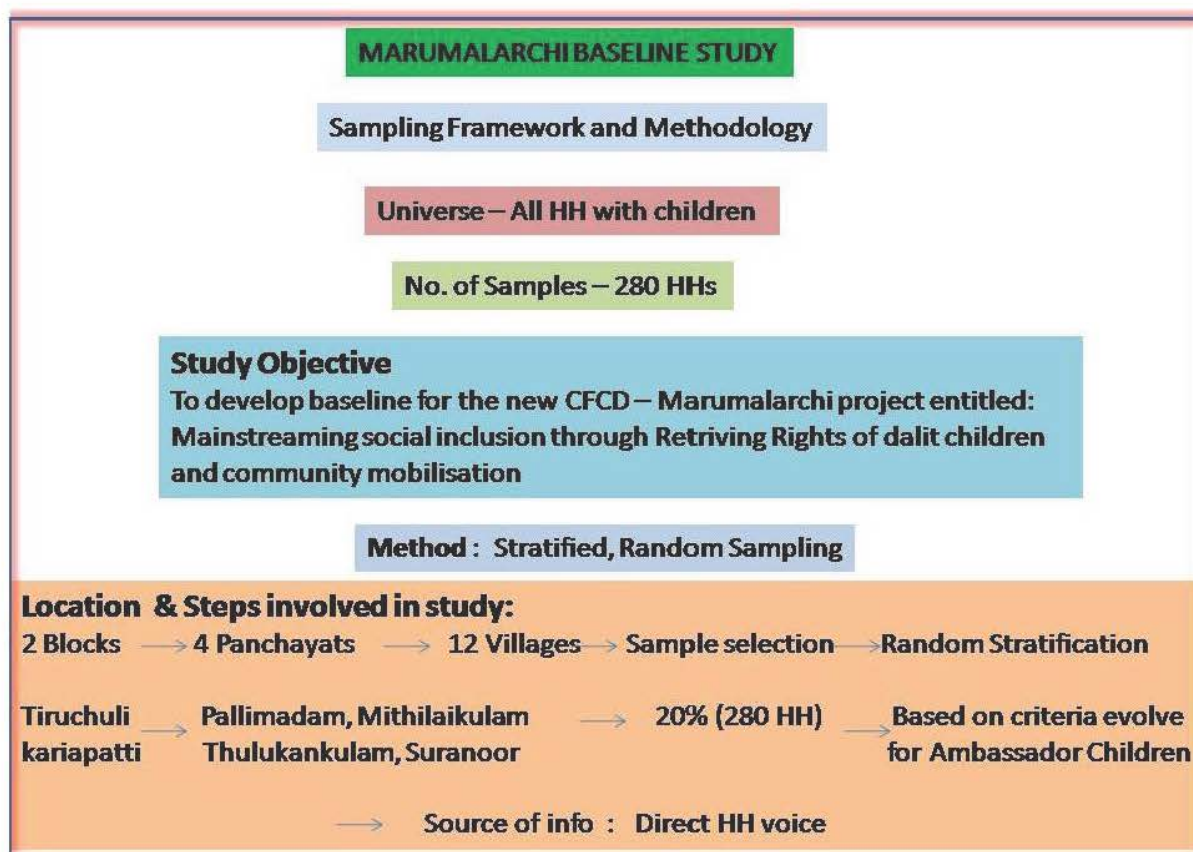 MARUMALARCHI BASELINE STUDY
Sampling Framework and Methodology
Universe – All HH with children
No. of Samples – 280 HHs
Study Objective
To develop baseline for the new CFCD – Marumalarchi project entitled:
Mainstreaming social inclusion through Retriving Rights of dalit children
and community mobilisation
Method : Stratified, Random Sampling
Location & Steps involved in study:
2 Blocks → 4 Panchayats → 12 Villages → Sample selection → Random Stratification
Tiruchuli → Pallimadam, Mithilaikulam → 20% (280 HH) → Based on criteria evolve
kariapatti Thulukankulam, Suranoor for Ambassador Children
→ Source of info : Direct HH voice